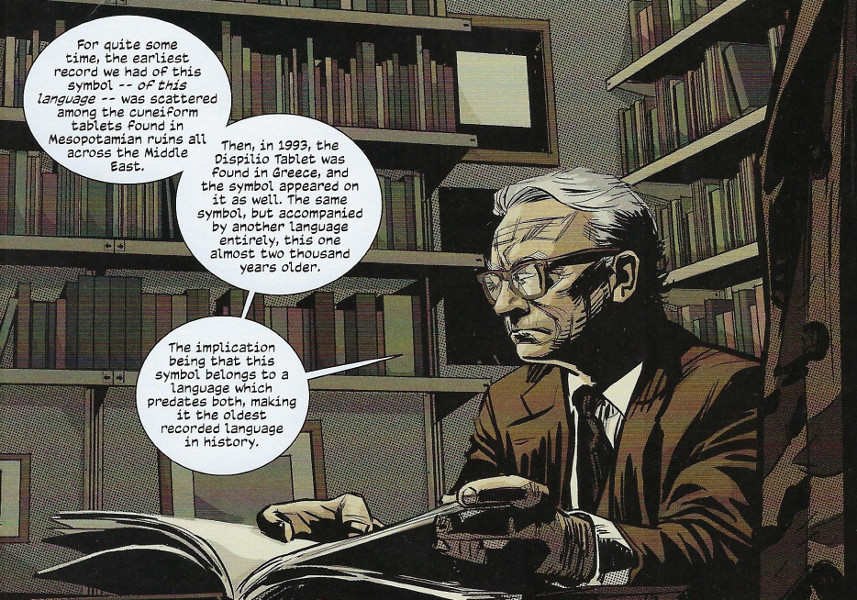 For quite some
time, the earliest
record we had of this
symbol -- of this
language -- was scattered
among the cuneiform
tablets found in
Mesopotamian ruins all
across the Middle
East.
Then, in 1993, the
Dispilio Tablet was
found in Greece, and
the symbol appeared on
it as well. The same
symbol, but accompanied
by another language
entirely, this one
almost two thousand
years older.
The implication
being that this
symbol belongs to a
language which
predates both, making
it the oldest
recorded language
in history.